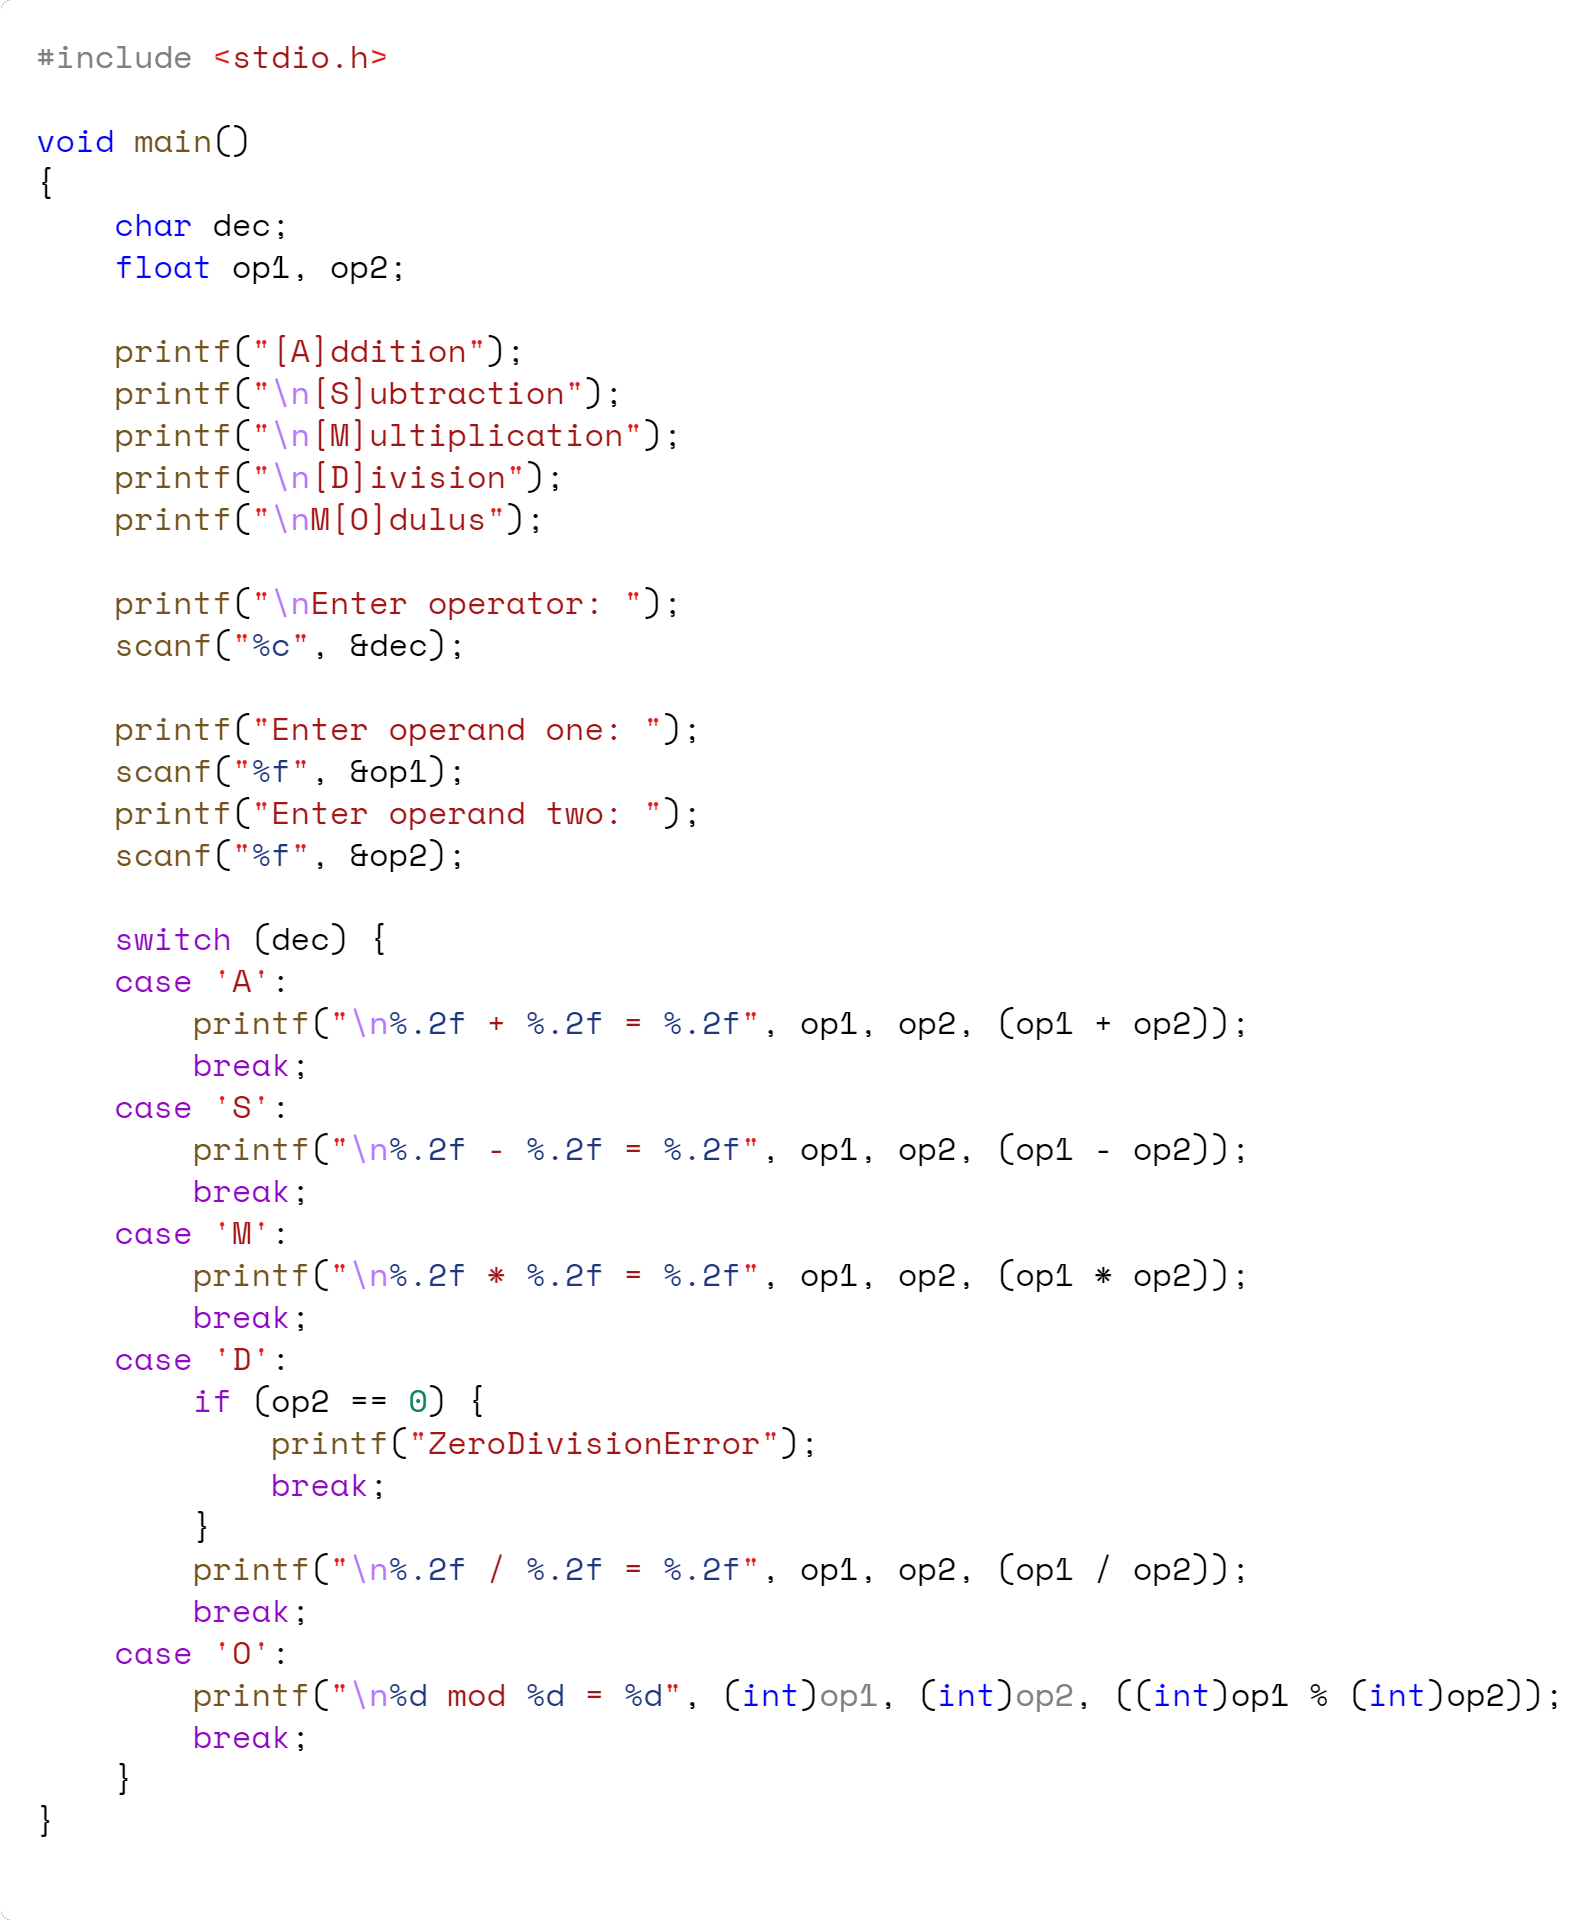 #include <stdio.h>

void main()
{
    char dec;
    float op1, op2;

    printf("[A]ddition");
    printf("\n[S]ubtraction");
    printf("\n[M]ultiplication");
    printf("\n[D]ivision");
    printf("\nM[O]dulus");

    printf("\nEnter operator: ");
    scanf("%c", &dec);

    printf("Enter operand one: ");
    scanf("%f", &op1);
    printf("Enter operand two: ");
    scanf("%f", &op2);

    switch (dec) {
    case 'A':
        printf("\n%.2f + %.2f = %.2f", op1, op2, (op1 + op2));
        break;
    case 'S':
        printf("\n%.2f - %.2f = %.2f", op1, op2, (op1 - op2));
        break;
    case 'M':
        printf("\n%.2f * %.2f = %.2f", op1, op2, (op1 * op2));
        break;
    case 'D':
        if (op2 == 0) {
            printf("ZeroDivisionError");
            break;
        }
        printf("\n%.2f / %.2f = %.2f", op1, op2, (op1 / op2));
        break;
    case 'O':
        printf("\n%d mod %d = %d", (int)op1, (int)op2, ((int)op1 % (int)op2));
        break;
    }
}